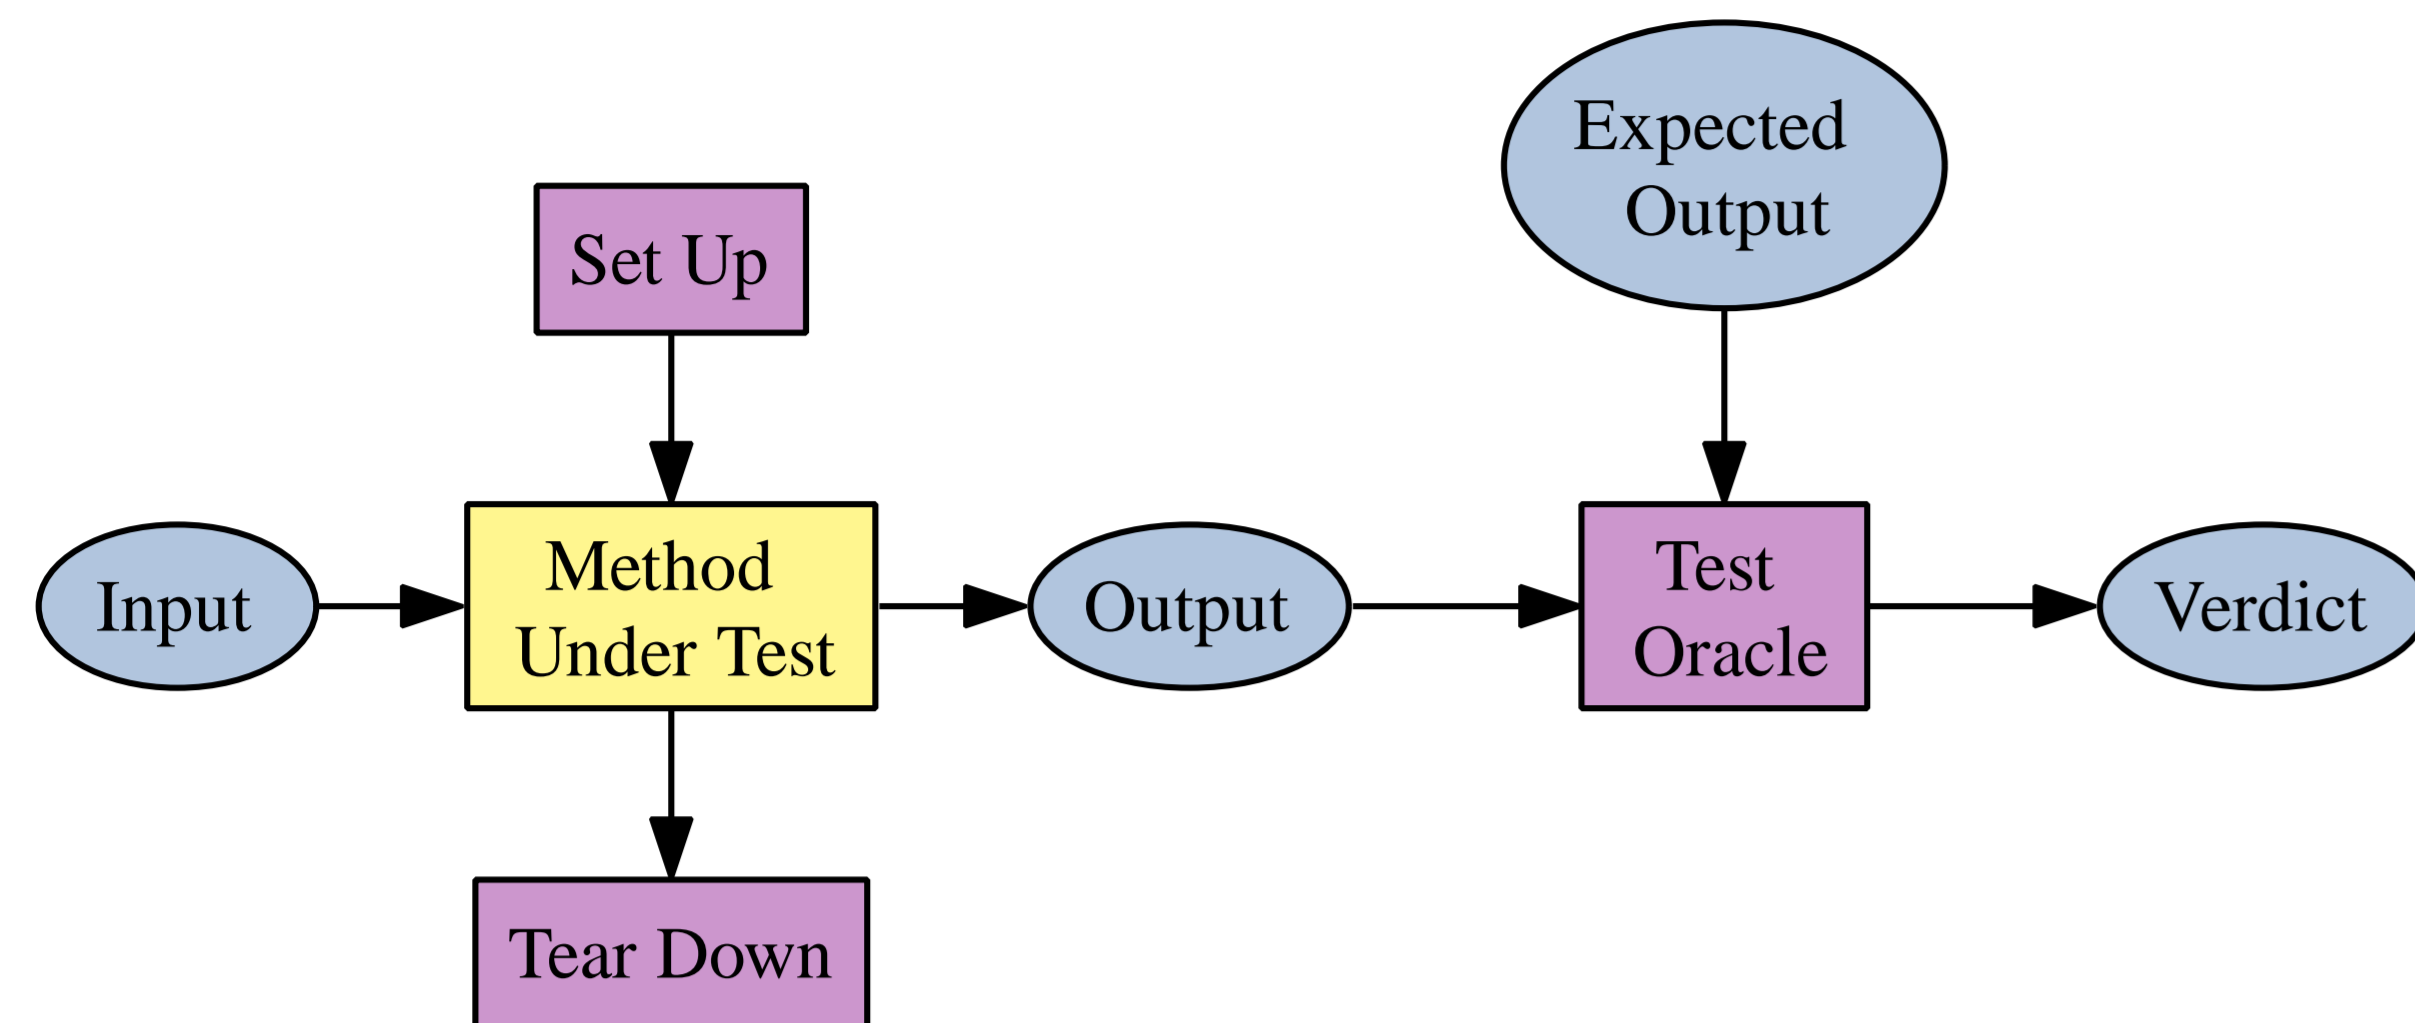 Expected
Output
Set Up
Input
Method
Under Test
Output
Test
Oracle
Verdict
Tear Down